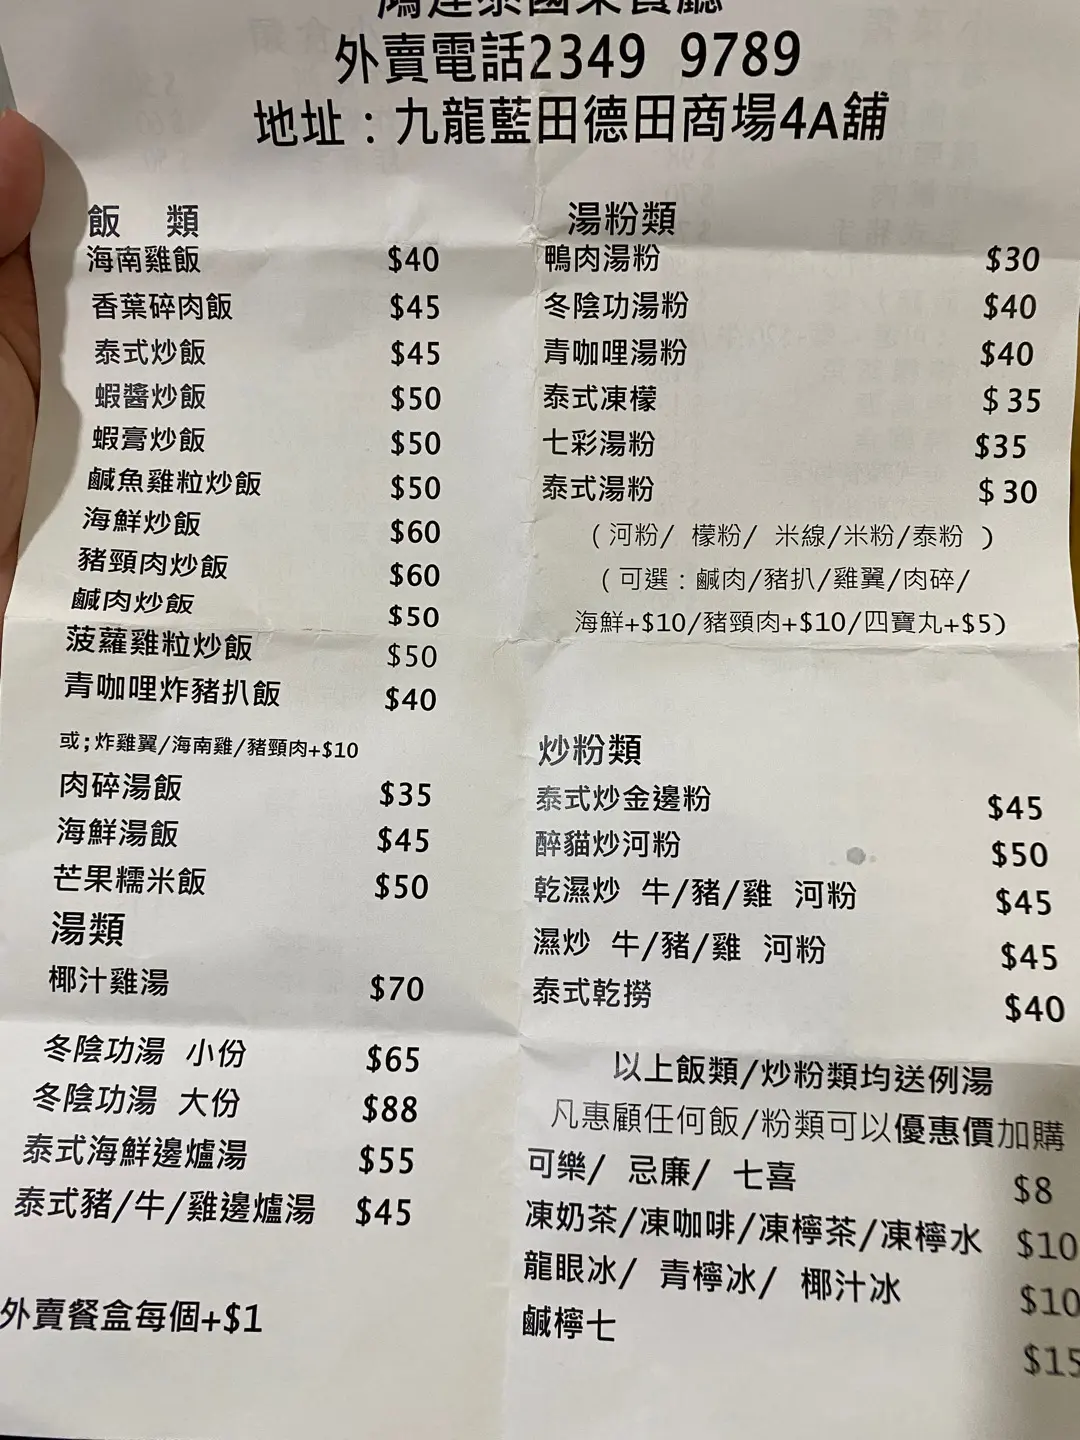 泰國菜餐廳
外賣電話2349 9789
地址：九龍藍田德田商場4A舖
飯 類
海南雞飯 $40
香葉碎肉飯 $45
泰式炒飯 $45
蝦醬炒飯 $50
蝦膏炒飯 $50
鹹魚雞粒炒飯 $50
海鮮炒飯 $60
豬頸肉炒飯 $60
鹹肉炒飯 $50
菠蘿雞粒炒飯 $50
青咖哩炸豬扒飯 $40
或;炸雞翼/海南雞/豬頸肉+$10
肉碎湯飯 $35
海鮮湯飯 $45
芒果糯米飯 $50
湯類
椰汁雞湯 $70
冬陰功湯 小份 $65
冬陰功湯 大份 $88
泰式海鮮邊爐湯 $55
泰式豬/牛/雞邊爐湯 $45
外賣餐盒每個+$1
湯粉類
鴨肉湯粉 $30
冬陰功湯粉 $40
青咖哩湯粉 $40
泰式凍檬 $35
七彩湯粉 $35
泰式湯粉 $30
(河粉/ 檬粉/ 米線/米粉/泰粉 )
(可選：鹹肉/豬扒/雞翼/肉碎/
海鮮+$10/豬頸肉+$10/四寶丸+$5)
炒粉類
泰式炒金邊粉 $45
醉貓炒河粉 $50
乾濕炒 牛/豬/雞 河粉 $45
濕炒 牛/豬/雞 河粉 $45
泰式乾撈 $40
以上飯類/炒粉類均送例湯
凡惠顧任何飯/粉類可以優惠價加購
可樂/ 忌廉/ 七喜 $8
凍奶茶/凍咖啡/凍檸茶/凍檸水 $10
龍眼冰/ 青檸冰/ 椰汁冰 $10
鹹檸七 $15